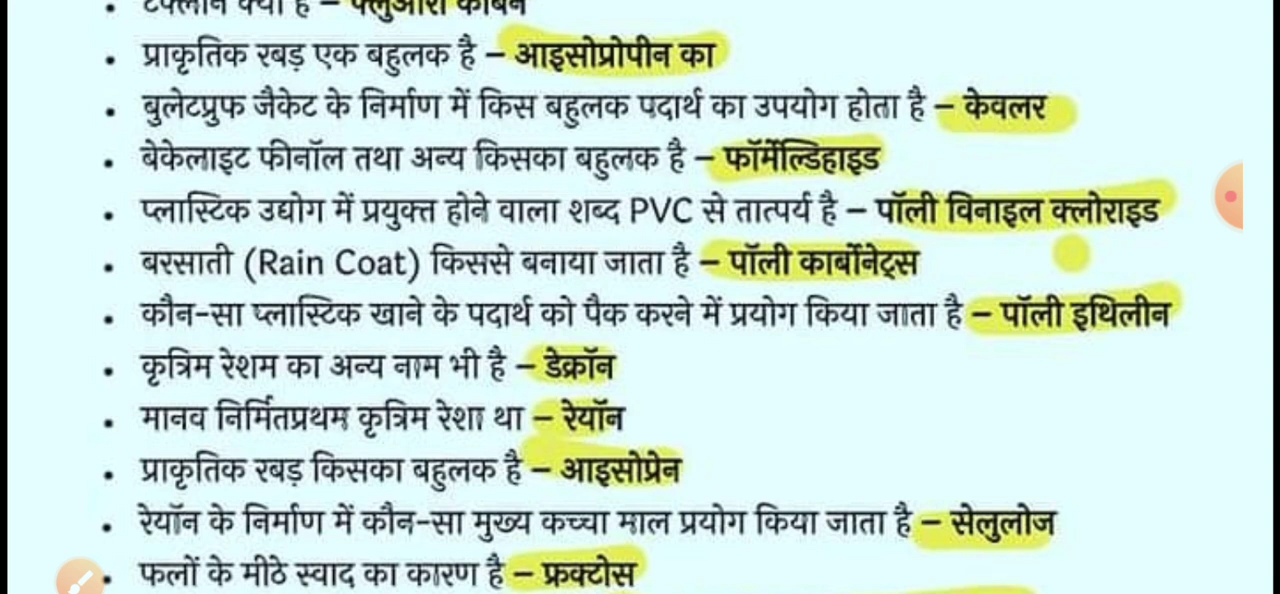 टेफ्लॉन क्या है – फ्लुओरो कार्बन
• प्राकृतिक रबड़ एक बहुलक है – आइसोप्रोपीन का
• बुलेटप्रुफ जैकेट के निर्माण में किस बहुलक पदार्थ का उपयोग होता है – केवलर
• बेकेलाइट फीनॉल तथा अन्य किसका बहुलक है – फॉर्मेल्डिहाइड
• प्लास्टिक उद्योग में प्रयुक्त होने वाला शब्द PVC से तात्पर्य है – पॉली विनाइल क्लोराइड
• बरसाती (Rain Coat) किससे बनाया जाता है – पॉली कार्बोनेट्स
• कौन-सा प्लास्टिक खाने के पदार्थ को पैक करने में प्रयोग किया जाता है – पॉली इथिलीन
• कृत्रिम रेशम का अन्य नाम भी है – डेक्रॉन
• मानव निर्मितप्रथम कृत्रिम रेशा था – रेयॉन
• प्राकृतिक रबड़ किसका बहुलक है – आइसोप्रेन
• रेयॉन के निर्माण में कौन-सा मुख्य कच्चा माल प्रयोग किया जाता है – सेलुलोज
• फलों के मीठे स्वाद का कारण है – फ्रक्टोस